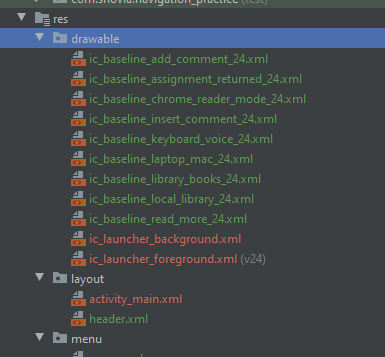 com.shovia.navigation_practice (test)
res
drawable
ic_baseline_add_comment_24.xml
ic_baseline_assignment_returned_24.xml
ic_baseline_chrome_reader_mode_24.xml
ic_baseline_insert_comment_24.xml
ic_baseline_keyboard_voice_24.xml
ic_baseline_laptop_mac_24.xml
ic_baseline_library_books_24.xml
ic_baseline_local_library_24.xml
ic_baseline_read_more_24.xml
ic_launcher_background.xml
ic_launcher_foreground.xml (v24)
layout
activity_main.xml
header.xml
menu